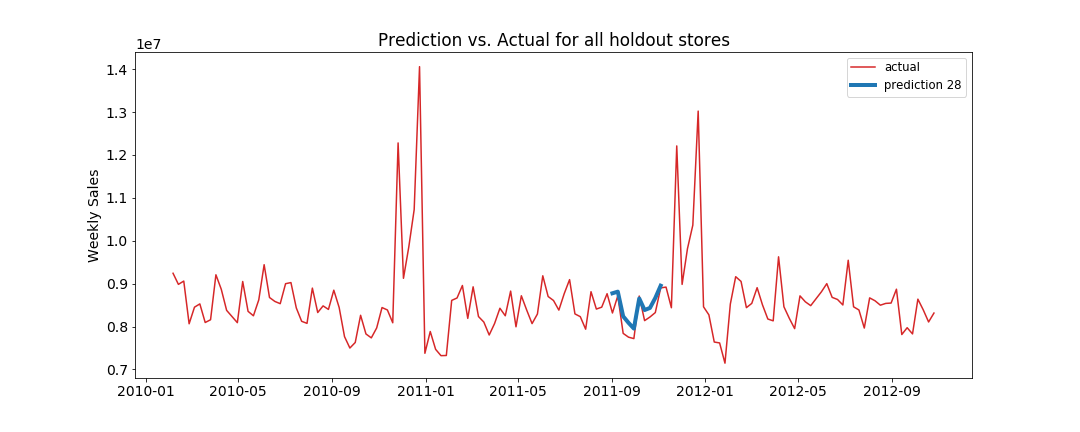 Prediction vs. Actual for all holdout stores
1e7
actual
prediction 28
Weekly Sales
1.4
1.3
1.2
1.1
1.0
0.9
0.8
0.7
2010-01 2010-05 2010-09 2011-01 2011-05 2011-09 2012-01 2012-05 2012-09